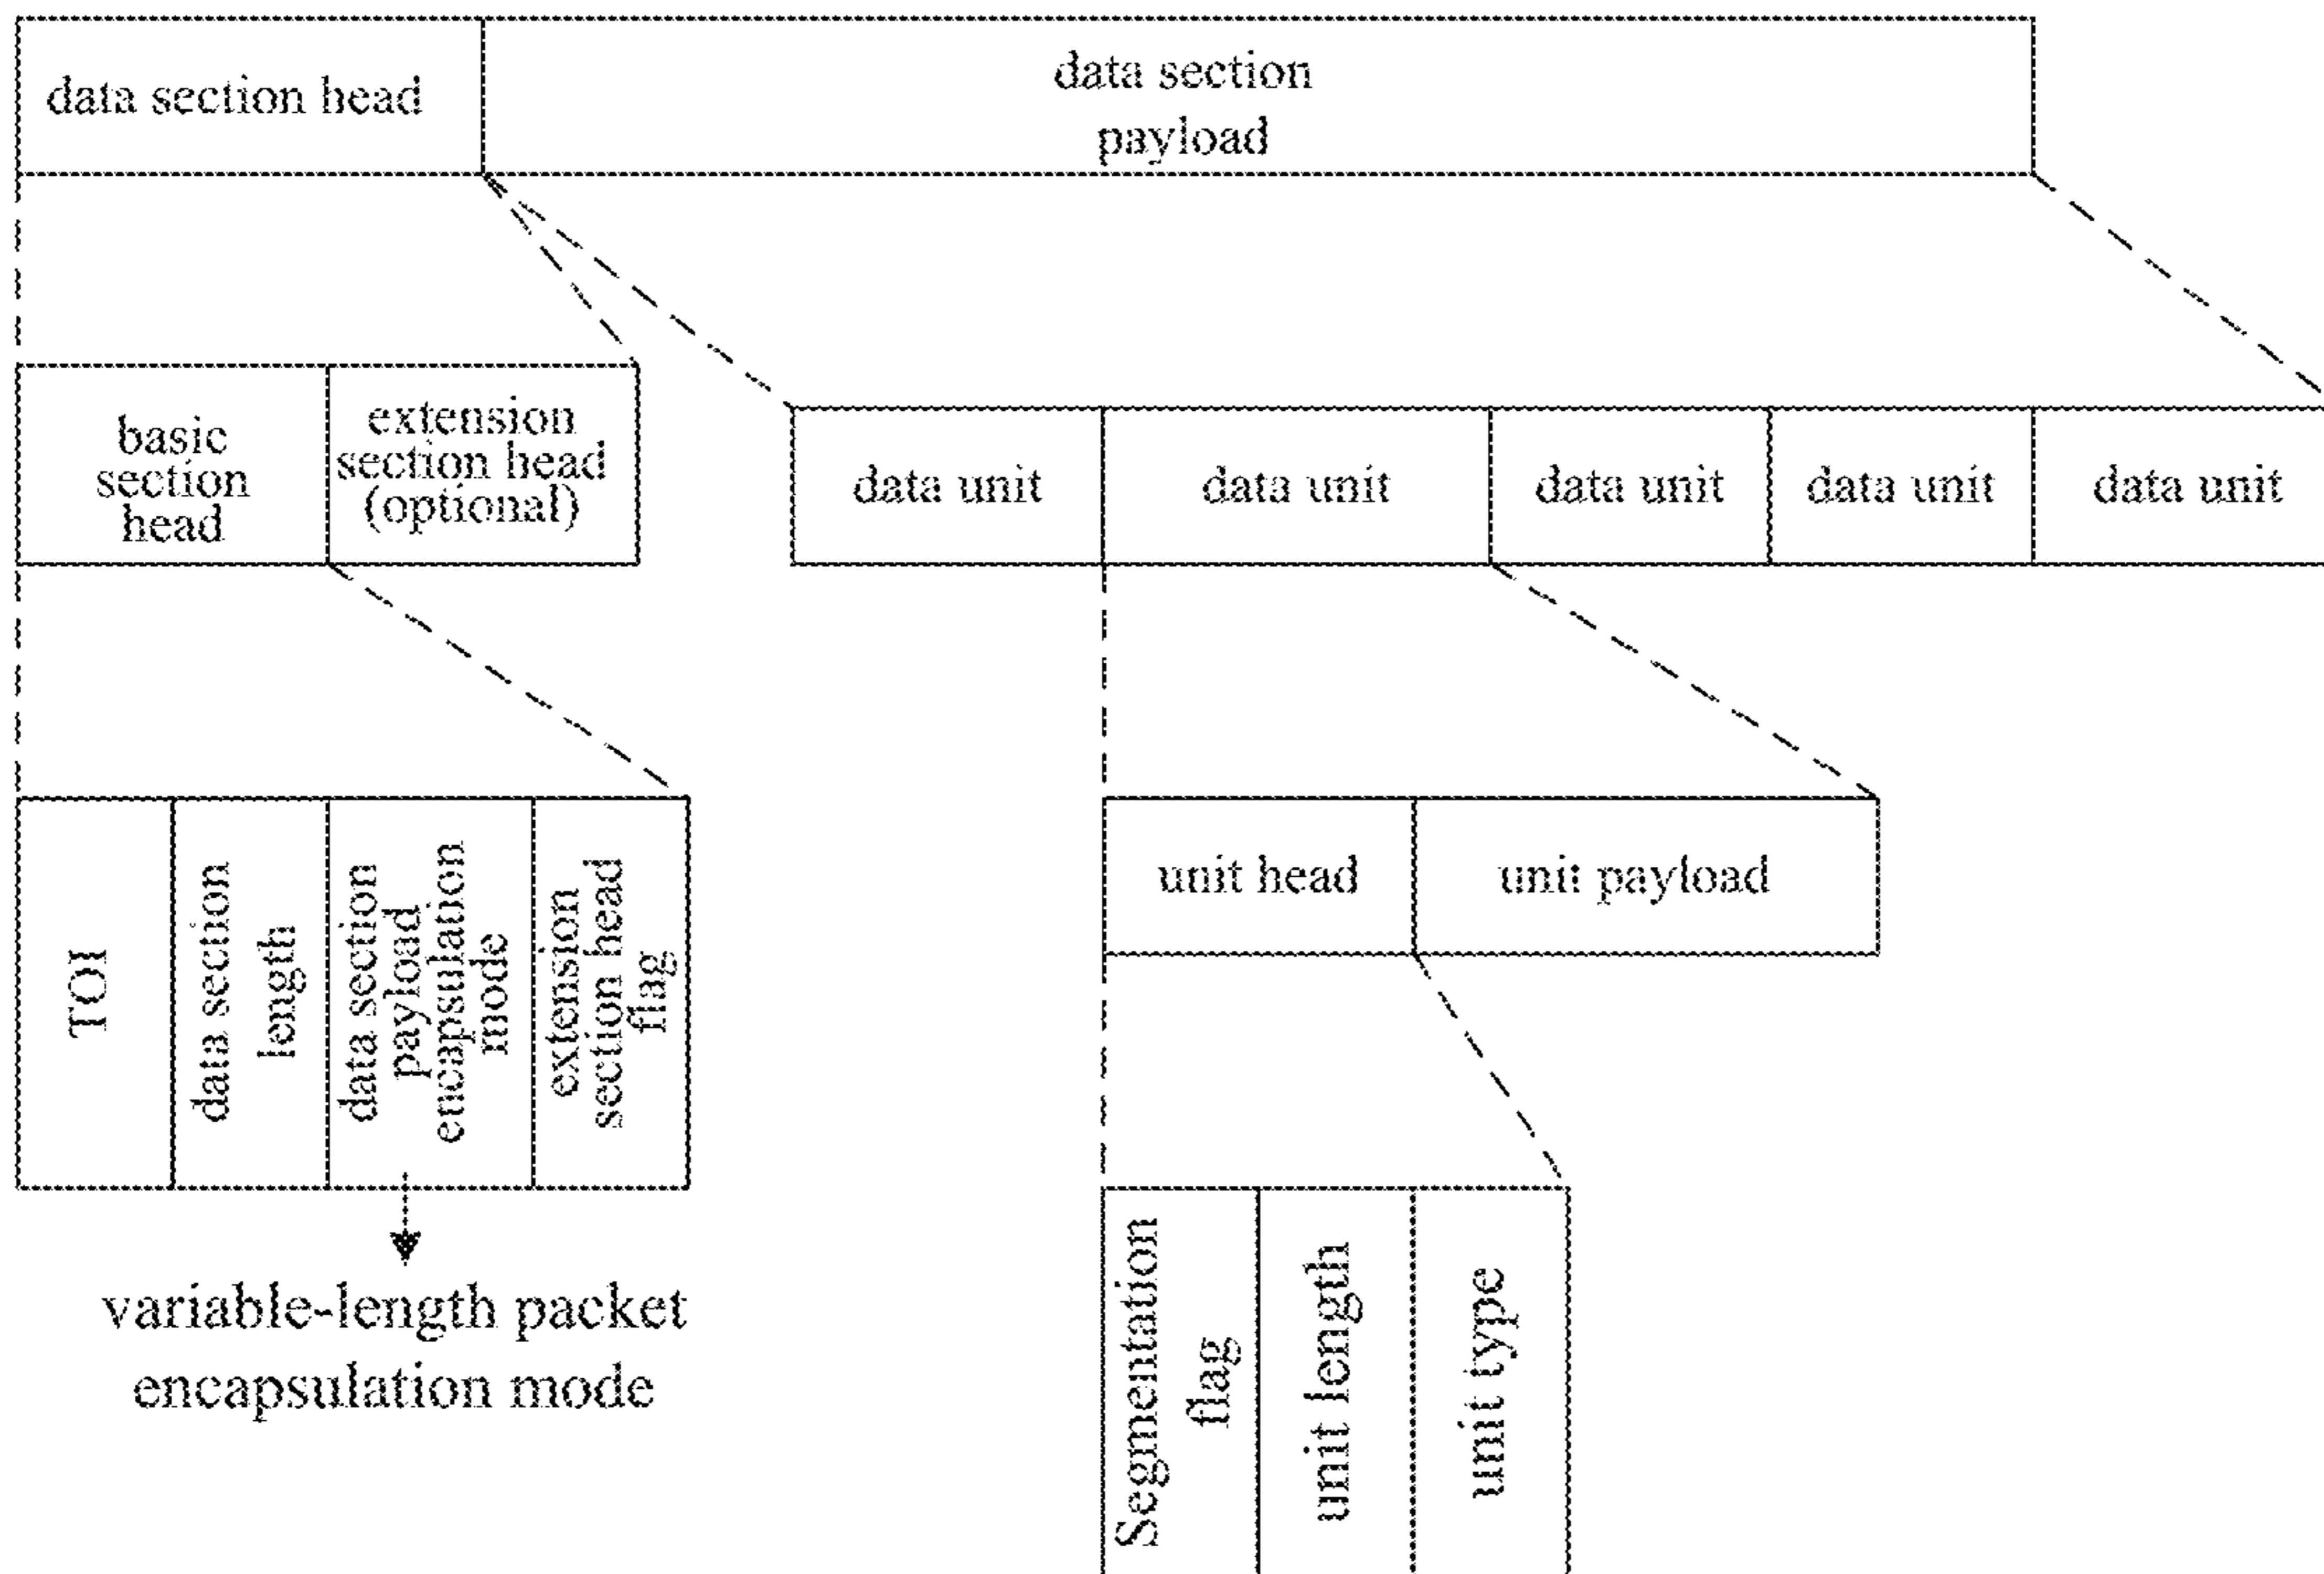 data section head
data section
payload
basic
section
head
extension
section head
(optional)
data unit
data unit
data unit
data unit
data unit
TOI
data section
length
data section
payload
encapsulation
mode
extension
section head
flag
unit head
unit payload
variable-length packet
encapsulation mode
Segmentation
flag
unit length
unit type